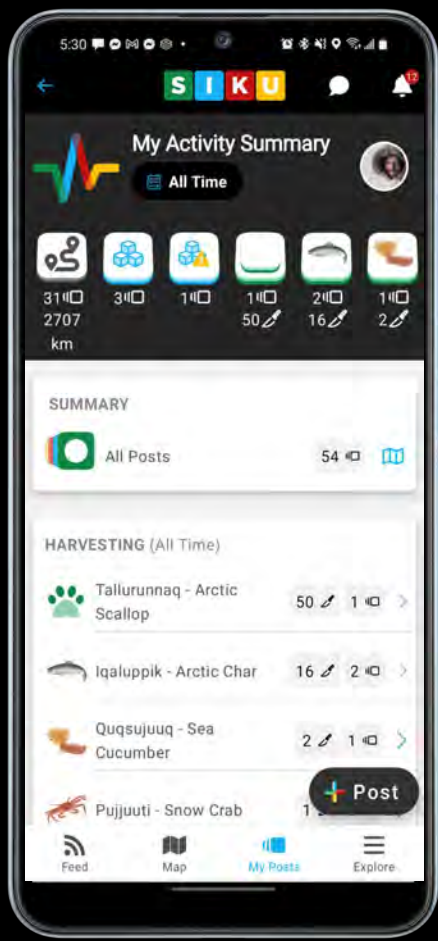 5:30
SIKU
12
My Activity Summary
All Time
31 3 1 1 2 1
2707 50 16 2
km
SUMMARY
All Posts 54
HARVESTING (All Time)
Tallurunnaq - Arctic
Scallop 50 1
Iqaluppik - Arctic Char 16 2
Quqsujuuq - Sea
Cucumber 2 1
Pujjuuti - Snow Crab 1
Post
Feed Map My Posts Explore